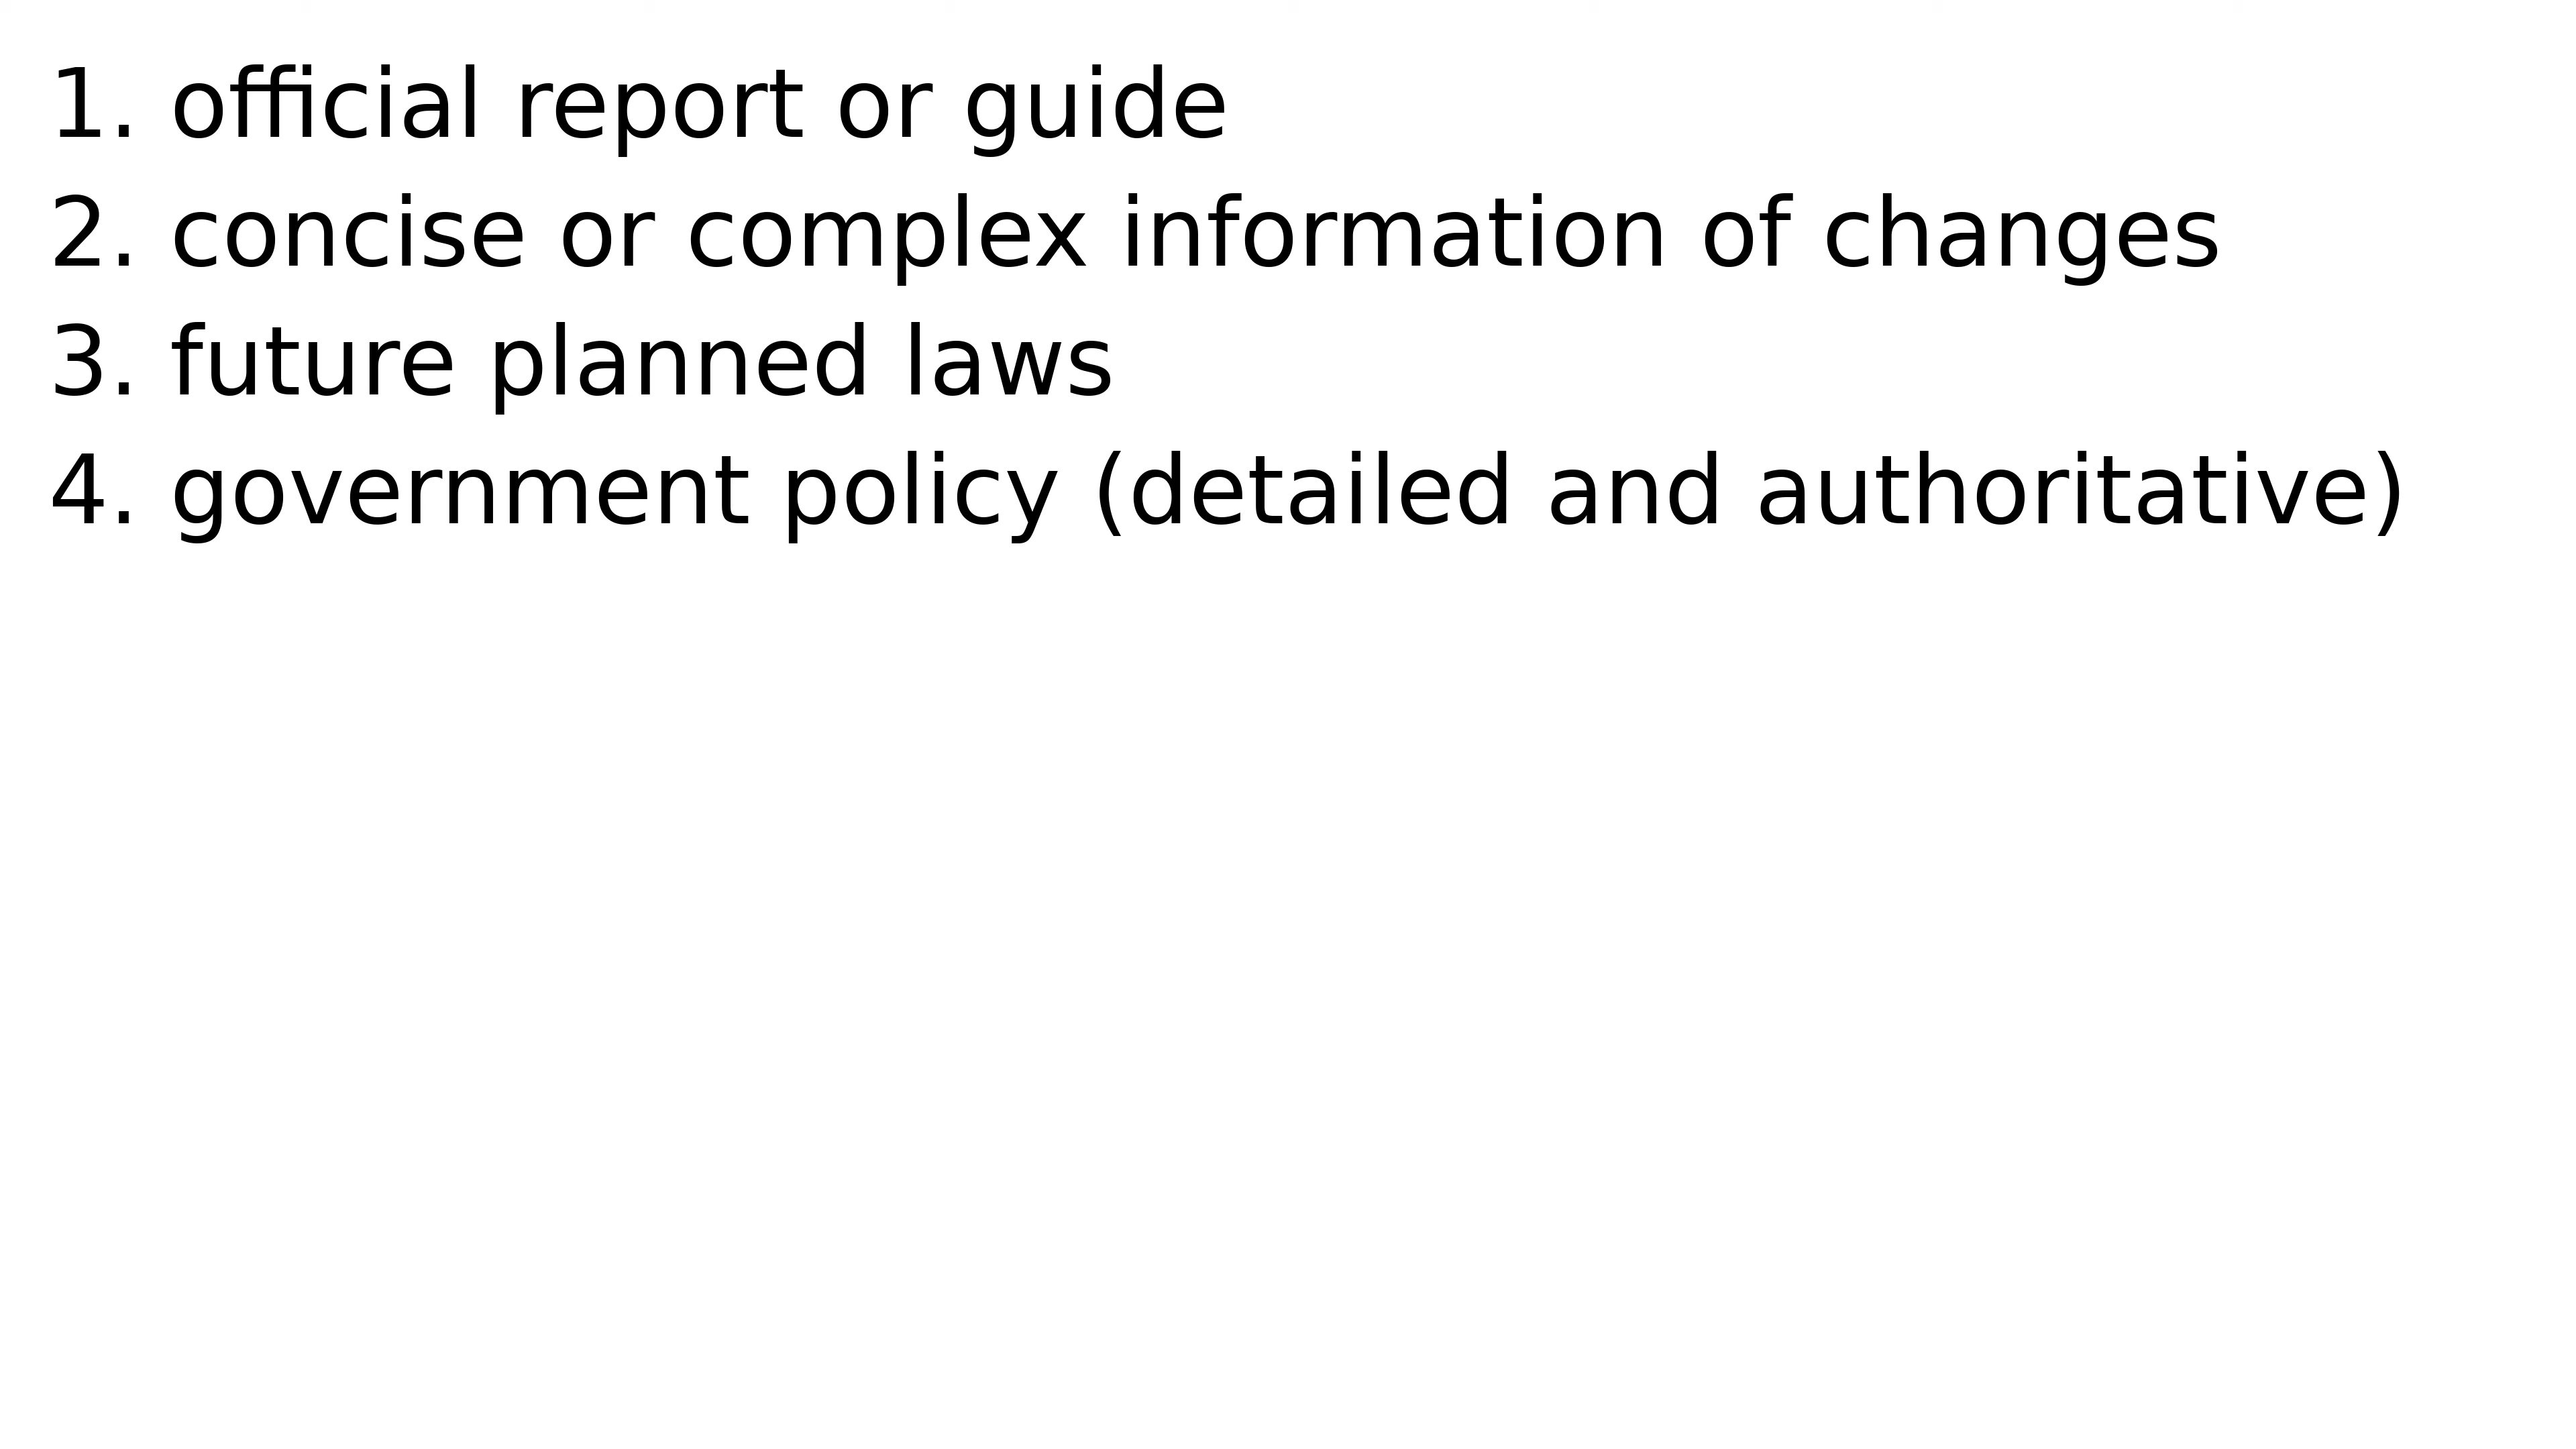 1. official report or guide
2. concise or complex information of changes
3. future planned laws
4. government policy (detailed and authoritative)